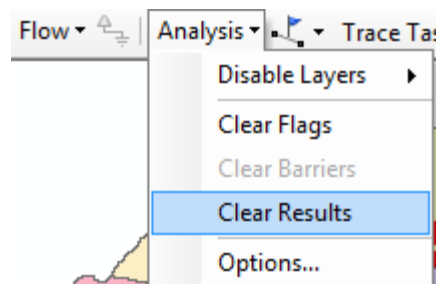 Flow Analysis Trace Tas
Disable Layers
Clear Flags
Clear Barriers
Clear Results
Options...